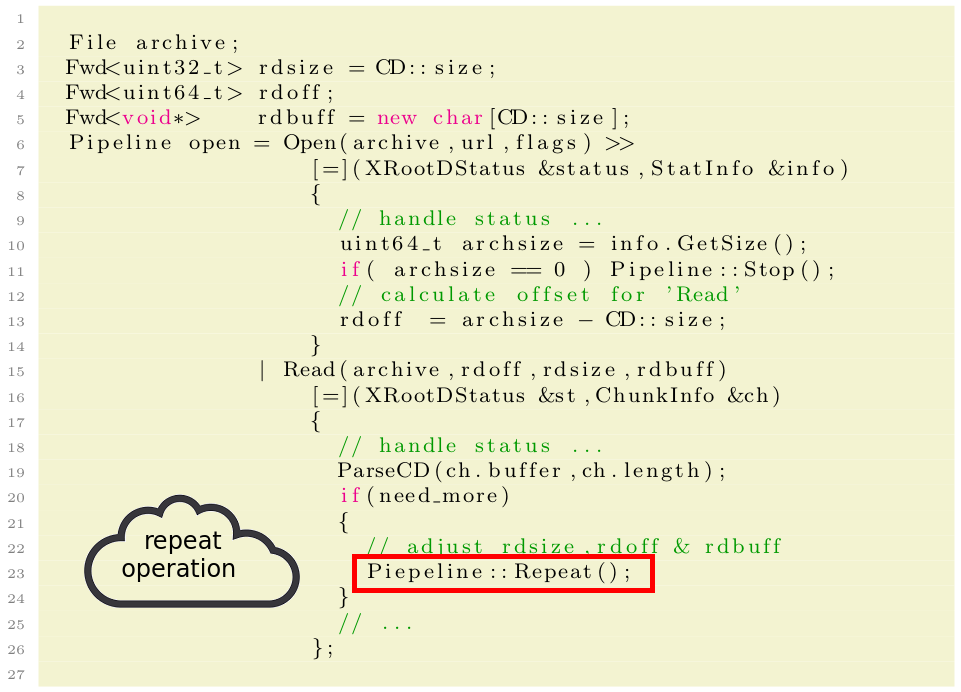 1
2 File archive;
3 Fwd<uint32_t> rdsize = CD::size;
4 Fwd<uint64_t> rdoff;
5 Fwd<void*> rdbuff = new char[CD::size];
6 Pipeline open = Open(archive,url,flags) >>
7 [=](XRootDStatus &status,StatInfo &info)
8 {
9 // handle status ...
10 uint64_t archsize = info.GetSize();
11 if( archsize == 0 ) Pipeline::Stop();
12 // calculate offset for 'Read'
13 rdoff = archsize - CD::size;
14 }
15 | Read(archive,rdoff,rdsize,rdbuff)
16 [=](XRootDStatus &st,ChunkInfo &ch)
17 {
18 // handle status ...
19 ParseCD(ch.buffer,ch.length);
20 if(need_more)
21 {
22 // adjust rdsize,rdoff & rdbuff
23 Piepeline::Repeat();
24 }
25 // ...
26 };
27
repeat
operation